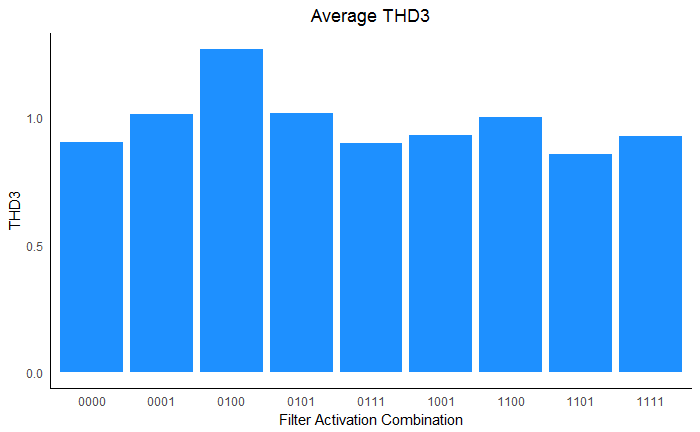 Average THD3
THD3
1.0
0.5
0.0
0000 0001 0100 0101 0111 1001 1100 1101 1111
Filter Activation Combination